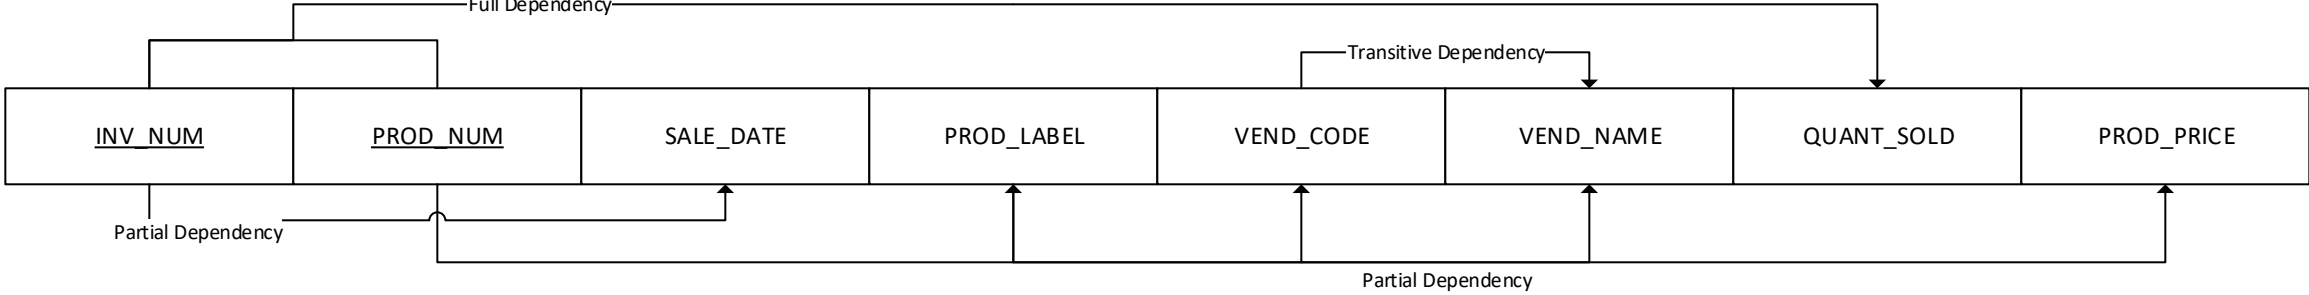 Full Dependency
Transitive Dependency
INV_NUM
PROD_NUM
SALE_DATE
PROD_LABEL
VEND_CODE
VEND_NAME
QUANT_SOLD
PROD_PRICE
Partial Dependency
Partial Dependency